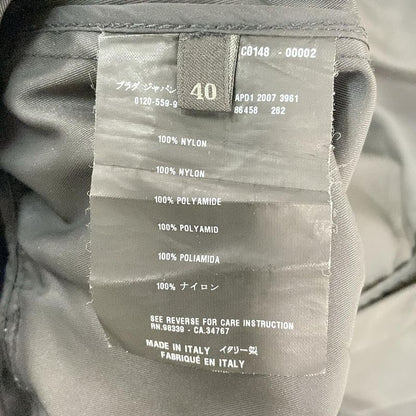 C0148 - 00002
プラダ ジャパン
40
0120-559-9
APD1 2007 3961
86458 202
100% NYLON
100% NYLON
100% POLYAMIDE
100% POLYAMID
100% POLIAMIDA
100% ナイロン
SEE REVERSE FOR CARE INSTRUCTION
RN.98339 - CA.34767
MADE IN ITALY イタリー製
FABRIQUÉ EN ITALY